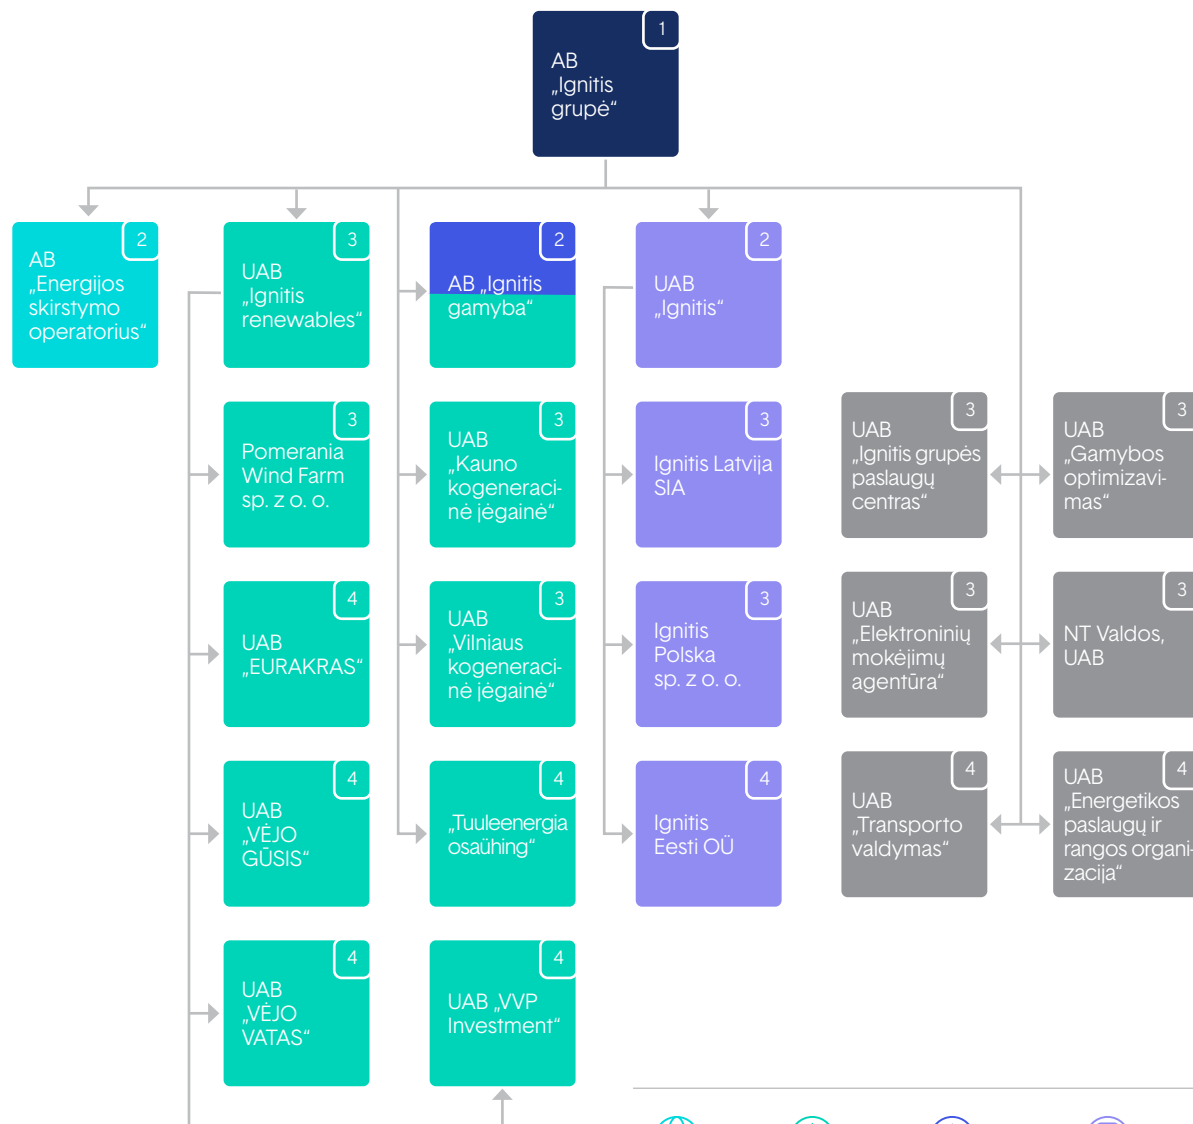 1
AB
„Ignitis
grupė“
2
AB
„Energijos
skirstymo
operatorius“
3
UAB
„Ignitis
renewables“
2
AB „Ignitis
gamyba“
2
UAB
„Ignitis“
3
Pomerania
Wind Farm
sp. z o. o.
3
UAB
„Kauno
kogeneraci-
nė jėgainė“
3
Ignitis Latvija
SIA
3
UAB
„Ignitis grupės
paslaugų
centras“
3
UAB
„Gamybos
optimizavi-
mas“
4
UAB
„EURAKRAS“
3
UAB
„Vilniaus
kogeneraci-
nė jėgainė“
3
Ignitis
Polska
sp. z o. o.
3
UAB
„Elektroninių
mokėjimų
agentūra“
3
NT Valdos,
UAB
4
UAB
„VĖJO
GŪSIS“
4
„Tuuleenergia
osaühing“
4
Ignitis
Eesti OÜ
4
UAB
„Transporto
valdymas“
4
UAB
„Energetikos
paslaugų ir
rangos organi-
zacija“
4
UAB
„VĖJO
VATAS“
4
UAB „VVP
Investment“